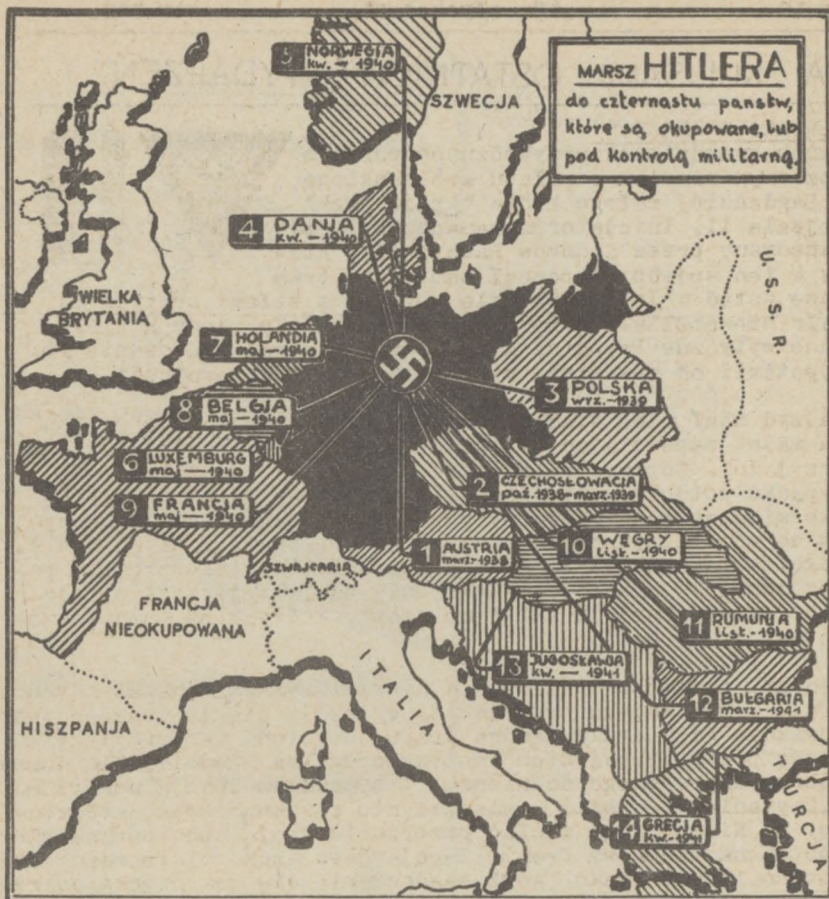 MARSZ HITLERA
do czternastu państw,
które są okupowane, lub
pod kontrolą militarną.
5 NORWEGIA
kw. — 1940
SZWECJA
4 DANJA
kw. — 1940
U.S.S.R.
WIELKA
BRYTANIA
7 HOLANDIA
maj — 1940
3 POLSKA
wrz. — 1939
8 BELGJA
maj — 1940
6 LUXEMBURG
maj — 1940
2 CZECHOSŁOWACJA
paź. 1938 — marz. 1939
9 FRANCJA
maj — 1940
1 AUSTRIA
marz. — 1938
10 WĘGRY
list. — 1940
SZWAJCARIA
FRANCJA
NIEOKUPOWANA
11 RUMUNJA
list. — 1940
ITALIA
13 JUGOSŁAWJA
kw. — 1941
12 BUŁGARIA
marz. — 1941
HISZPANJA
14 GRECJA
kw. — 1941
TURCJA